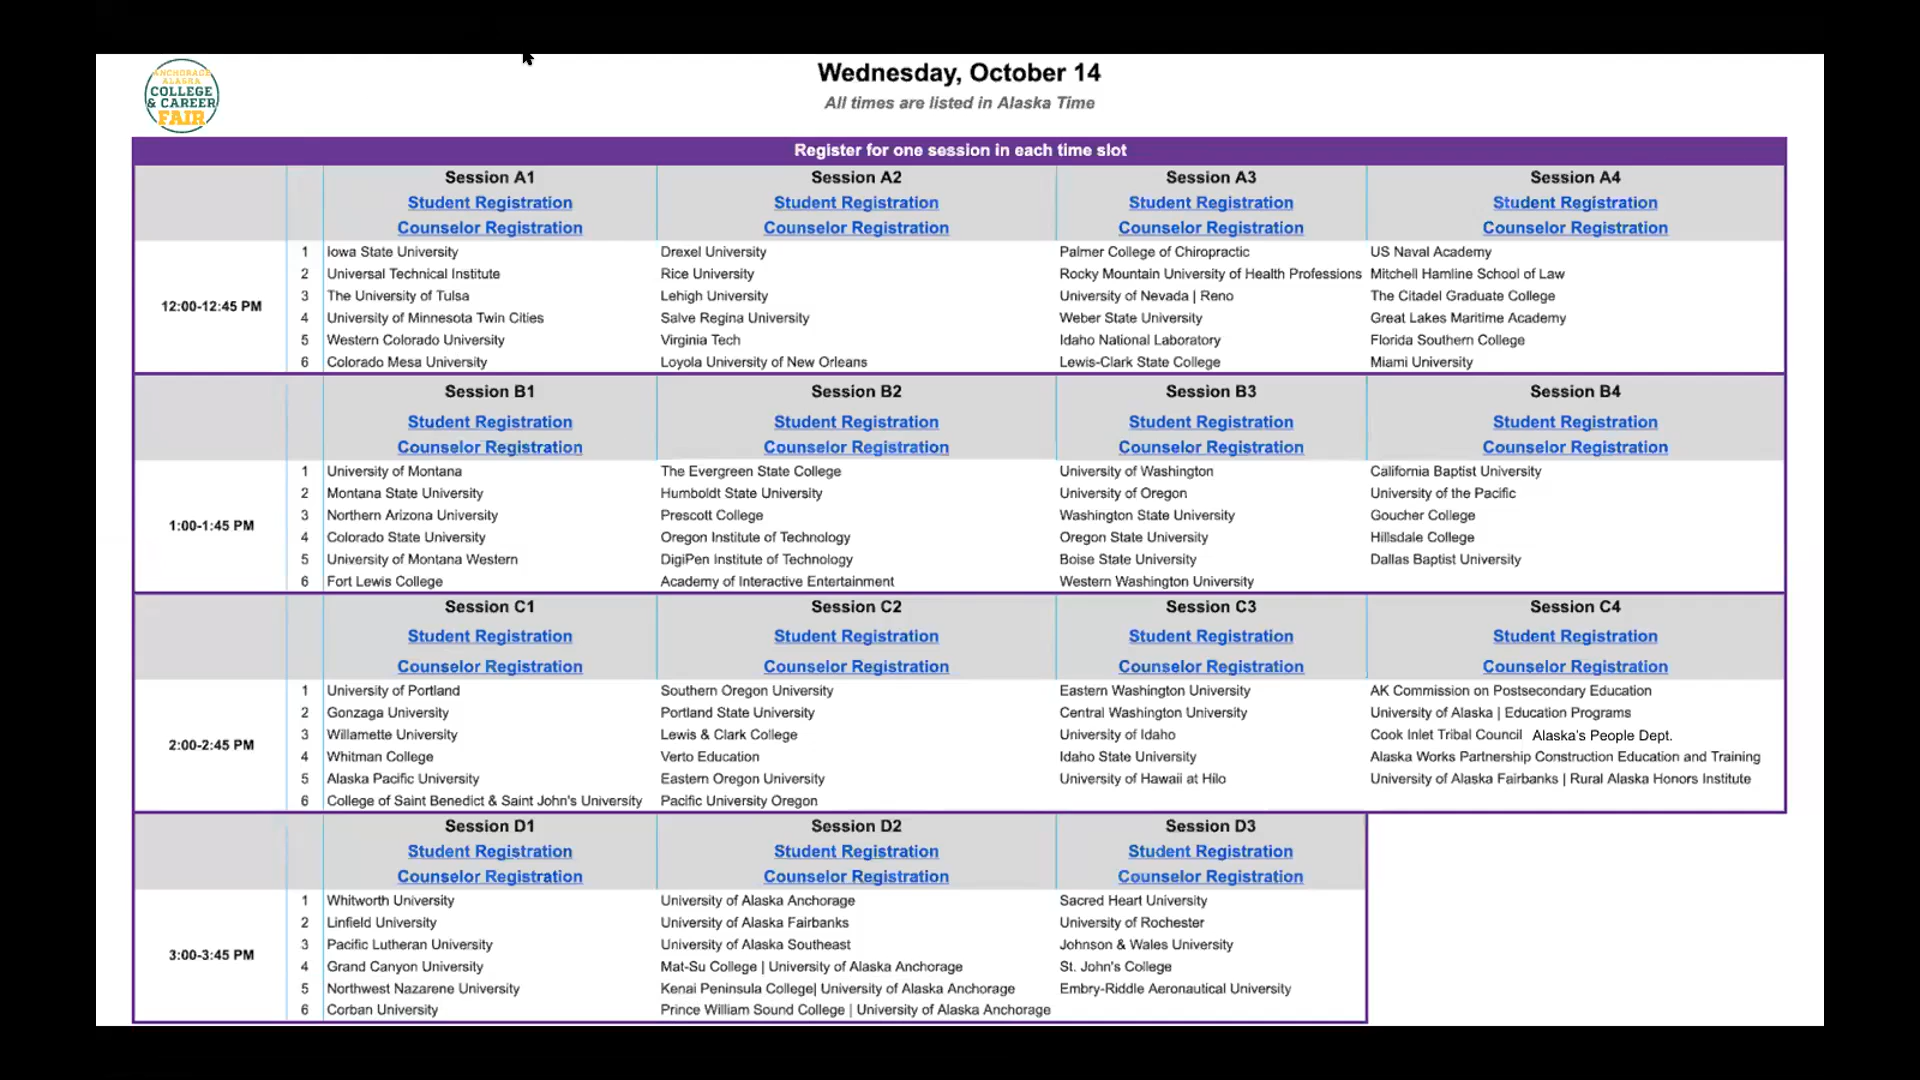 ANCHORAGE
ALASKA
COLLEGE
& CAREER
FAIR
Wednesday, October 14
All times are listed in Alaska Time
Register for one session in each time slot
Session A1 Session A2 Session A3 Session A4
Student Registration Student Registration Student Registration Student Registration
Counselor Registration Counselor Registration Counselor Registration Counselor Registration
12:00-12:45 PM
1 Iowa State University Drexel University Palmer College of Chiropractic US Naval Academy
2 Universal Technical Institute Rice University Rocky Mountain University of Health Professions Mitchell Hamline School of Law
3 The University of Tulsa Lehigh University University of Nevada | Reno The Citadel Graduate College
4 University of Minnesota Twin Cities Salve Regina University Weber State University Great Lakes Maritime Academy
5 Western Colorado University Virginia Tech Idaho National Laboratory Florida Southern College
6 Colorado Mesa University Loyola University of New Orleans Lewis-Clark State College Miami University
Session B1 Session B2 Session B3 Session B4
Student Registration Student Registration Student Registration Student Registration
Counselor Registration Counselor Registration Counselor Registration Counselor Registration
1:00-1:45 PM
1 University of Montana The Evergreen State College University of Washington California Baptist University
2 Montana State University Humboldt State University University of Oregon University of the Pacific
3 Northern Arizona University Prescott College Washington State University Goucher College
4 Colorado State University Oregon Institute of Technology Oregon State University Hillsdale College
5 University of Montana Western DigiPen Institute of Technology Boise State University Dallas Baptist University
6 Fort Lewis College Academy of Interactive Entertainment Western Washington University
Session C1 Session C2 Session C3 Session C4
Student Registration Student Registration Student Registration Student Registration
Counselor Registration Counselor Registration Counselor Registration Counselor Registration
2:00-2:45 PM
1 University of Portland Southern Oregon University Eastern Washington University AK Commission on Postsecondary Education
2 Gonzaga University Portland State University Central Washington University University of Alaska | Education Programs
3 Willamette University Lewis & Clark College University of Idaho Cook Inlet Tribal Council Alaska's People Dept.
4 Whitman College Verto Education Idaho State University Alaska Works Partnership Construction Education and Training
5 Alaska Pacific University Eastern Oregon University University of Hawaii at Hilo University of Alaska Fairbanks | Rural Alaska Honors Institute
6 College of Saint Benedict & Saint John's University Pacific University Oregon
Session D1 Session D2 Session D3
Student Registration Student Registration Student Registration
Counselor Registration Counselor Registration Counselor Registration
3:00-3:45 PM
1 Whitworth University University of Alaska Anchorage Sacred Heart University
2 Linfield University University of Alaska Fairbanks University of Rochester
3 Pacific Lutheran University University of Alaska Southeast Johnson & Wales University
4 Grand Canyon University Mat-Su College | University of Alaska Anchorage St. John's College
5 Northwest Nazarene University Kenai Peninsula College| University of Alaska Anchorage Embry-Riddle Aeronautical University
6 Corban University Prince William Sound College | University of Alaska Anchorage